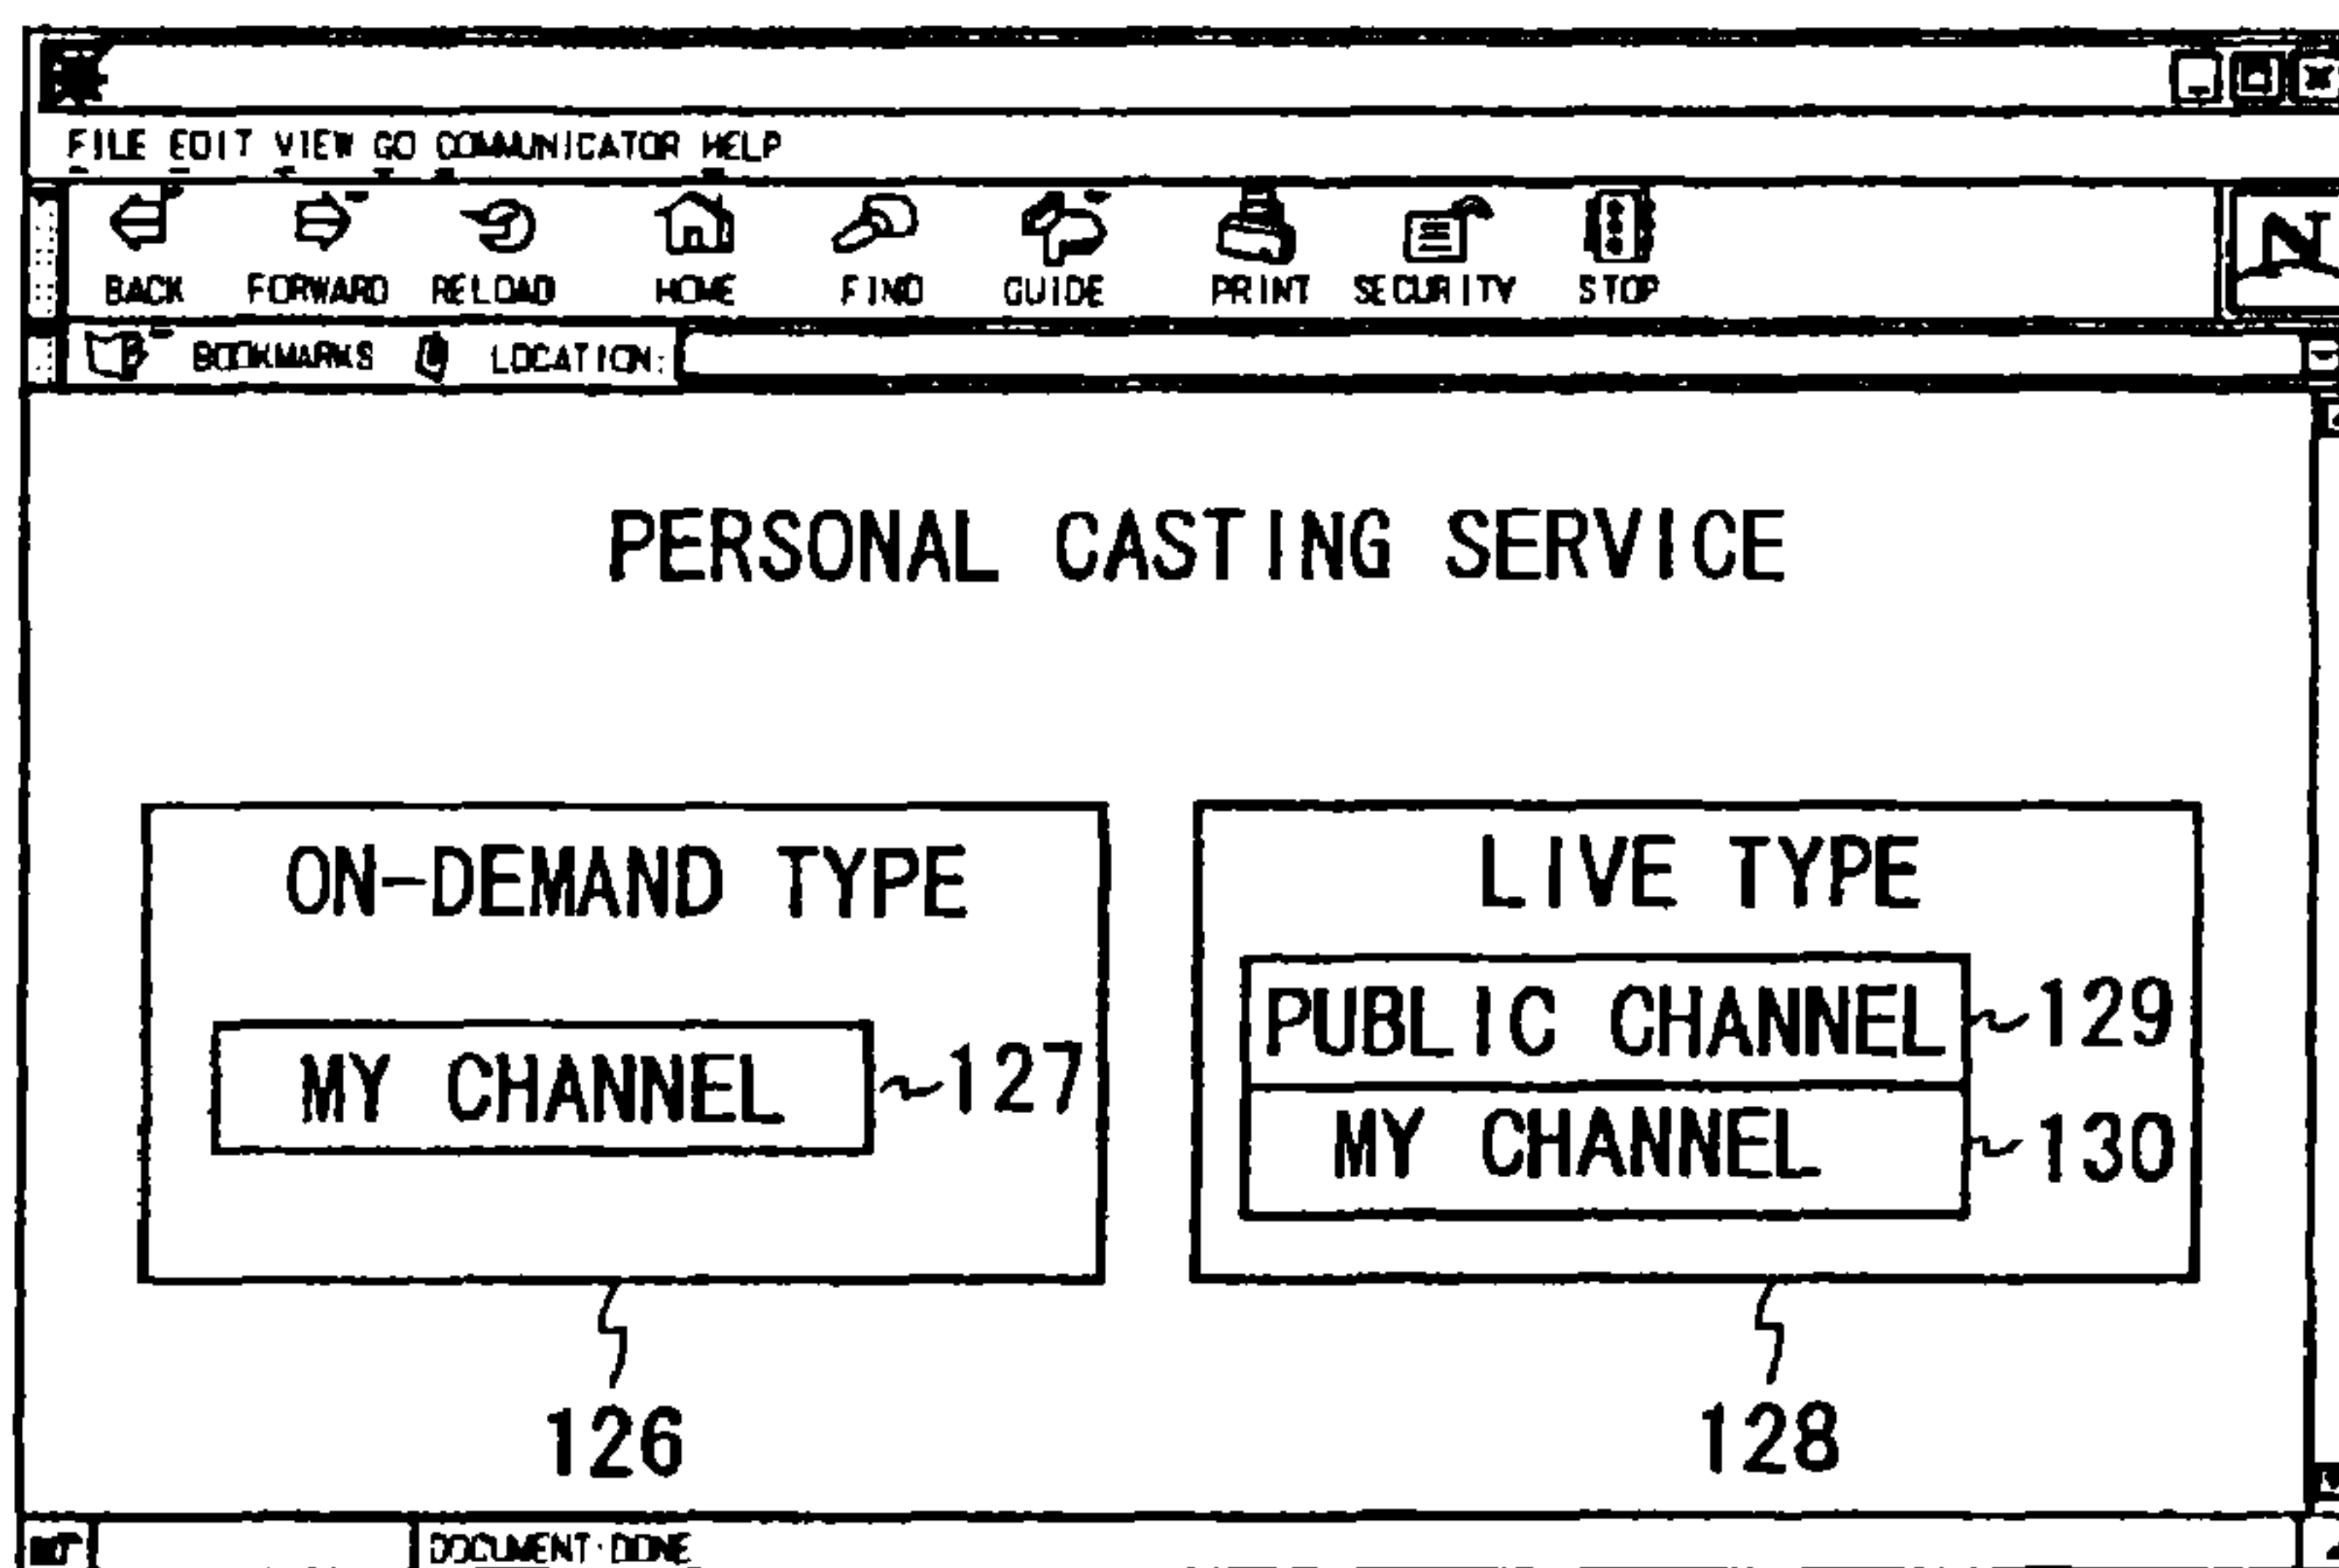 FILE EDIT VIEW GO COMMUNICATOR HELP
BACK FORWARD RELOAD HOME FIND GUIDE PRINT SECURITY STOP
N
BOOKMARKS LOCATION:
PERSONAL CASTING SERVICE
ON-DEMAND TYPE
MY CHANNEL 127
126
LIVE TYPE
PUBLIC CHANNEL 129
MY CHANNEL 130
128
DOCUMENT:DONE